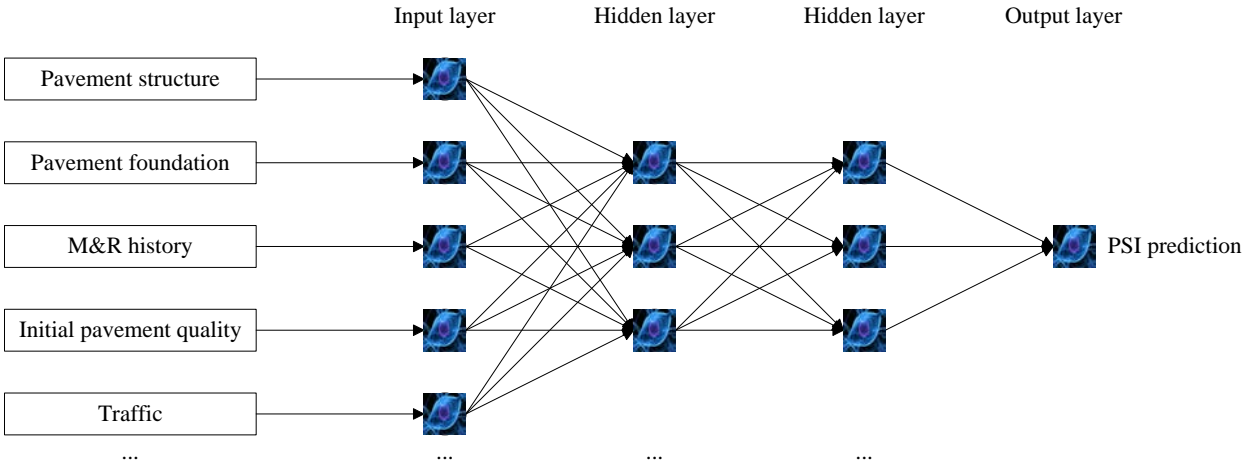 Input layer
Hidden layer
Hidden layer
Output layer
Pavement structure
Pavement foundation
M&R history
Initial pavement quality
Traffic
PSI prediction
...
...
...
...